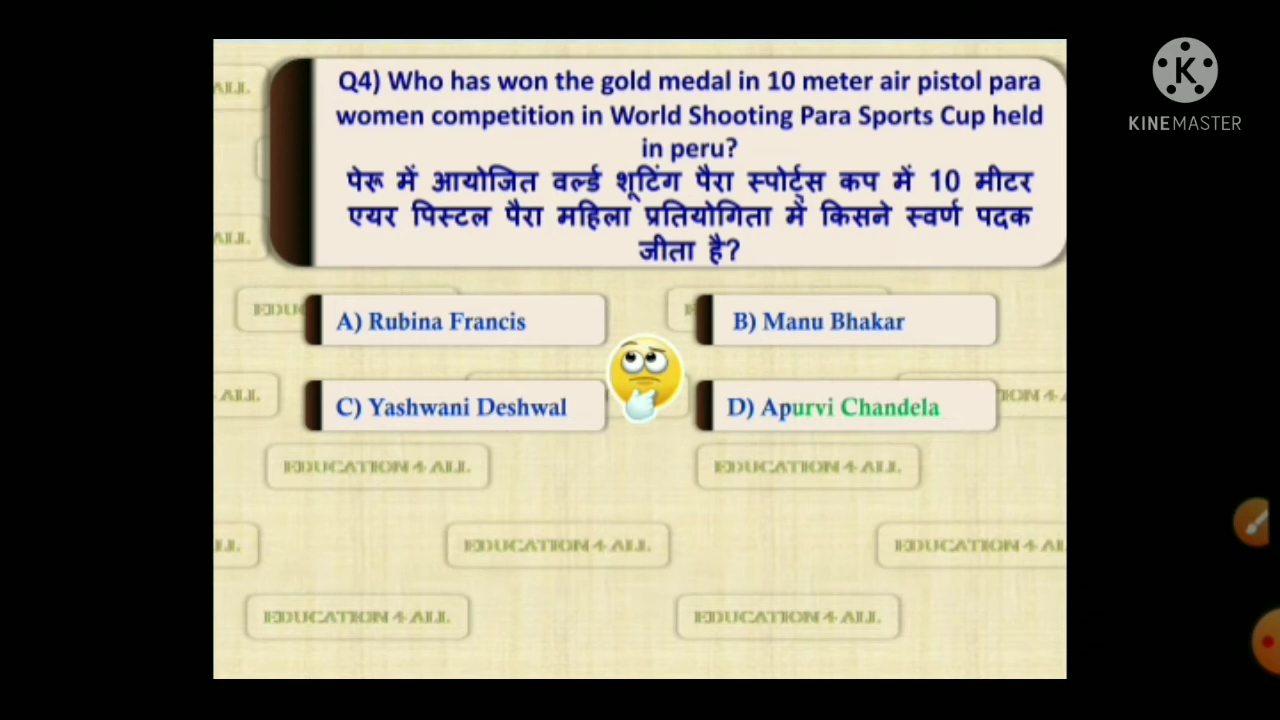 KINEMASTER
Q4) Who has won the gold medal in 10 meter air pistol para
women competition in World Shooting Para Sports Cup held
in peru?
पेरू में आयोजित वर्ल्ड शूटिंग पैरा स्पोर्ट्स कप में 10 मीटर
एयर पिस्टल पैरा महिला प्रतियोगिता में किसने स्वर्ण पदक
जीता है?
A) Rubina Francis
B) Manu Bhakar
C) Yashwani Deshwal
D) Apurvi Chandela
EDUCATION 4 ALL
EDUCATION 4 ALL
EDUCATION 4 ALL
EDUCATION 4 AL
EDUCATION 4 ALL
EDUCATION 4 ALL